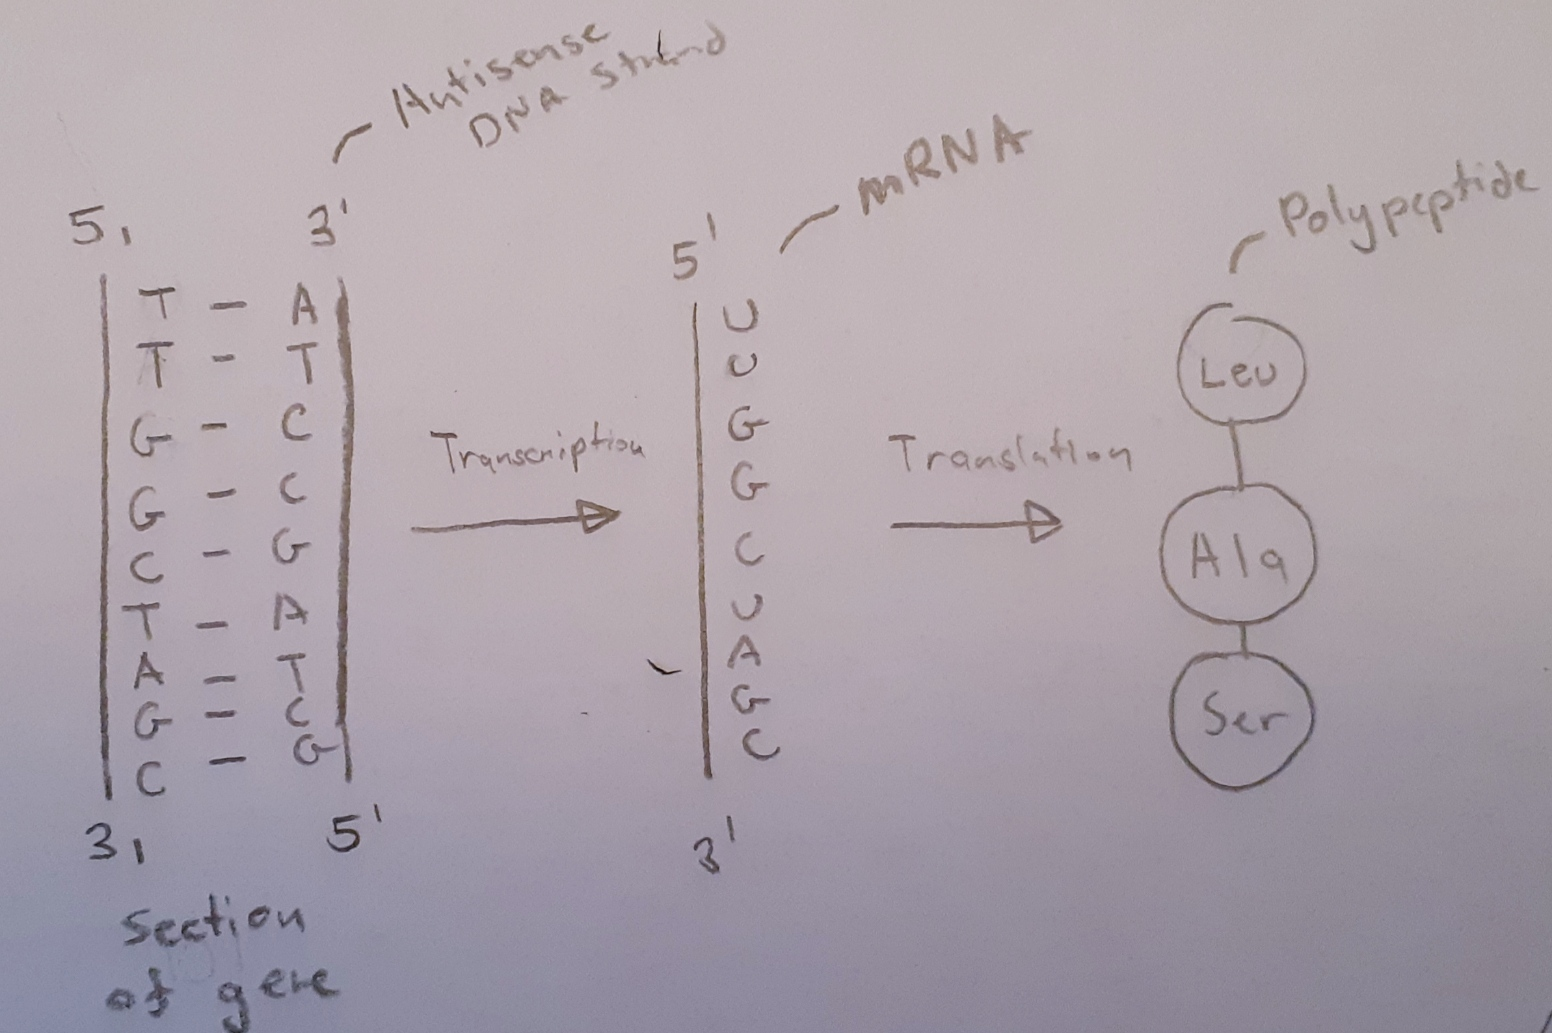 Antisense
DNA strand
mRNA
Polypeptide
5' 3'
5'
T - A
T - T
G - C
G - C
C - G
T - A
A - T
G - C
C - G
3' 5'
Section
of gene
Transcription
U
U
G
G
C
U
A
G
C
3'
Translation
Leu
Ala
Ser